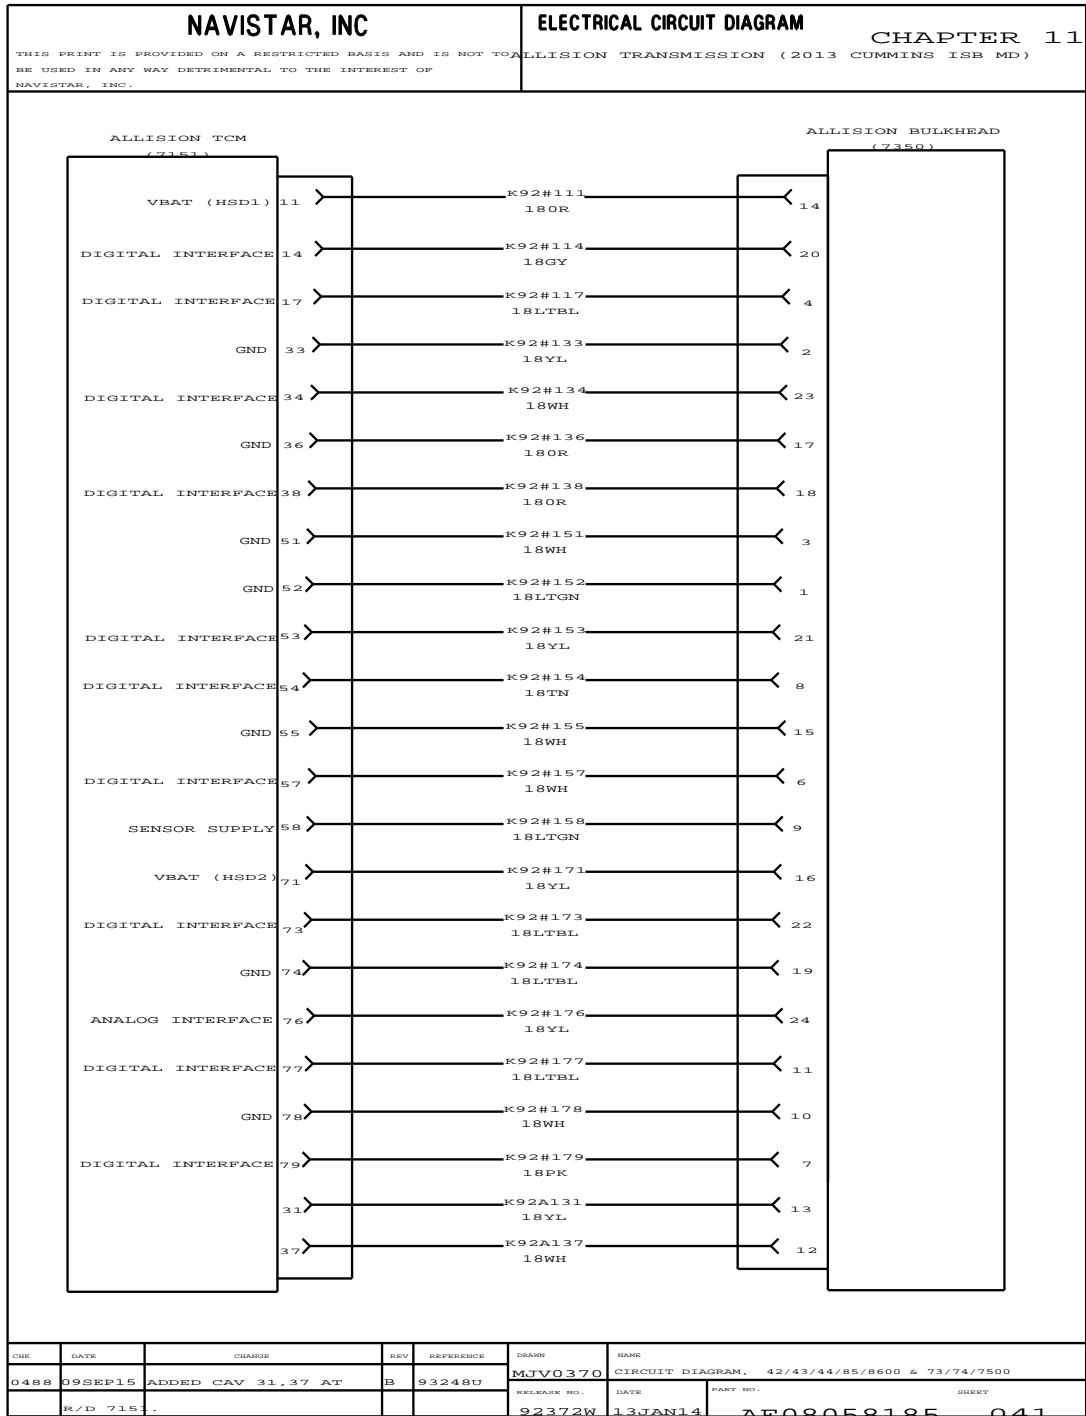 NAVISTAR, INC
THIS PRINT IS PROVIDED ON A RESTRICTED BASIS AND IS NOT TO
BE USED IN ANY WAY DETRIMENTAL TO THE INTEREST OF
NAVISTAR, INC.
ELECTRICAL CIRCUIT DIAGRAM
CHAPTER 11
ALLISION TRANSMISSION (2013 CUMMINS ISB MD)
ALLISION TCM
(7151)
ALLISION BULKHEAD
(7350)
VBAT (HSD1) 11 K92#111 14
180R
DIGITAL INTERFACE 14 K92#114 20
18GY
DIGITAL INTERFACE 17 K92#117 4
18LTBL
GND 33 K92#133 2
18YL
DIGITAL INTERFACE 34 K92#134 23
18WH
GND 36 K92#136 17
180R
DIGITAL INTERFACE 38 K92#138 18
180R
GND 51 K92#151 3
18WH
GND 52 K92#152 1
18LTGN
DIGITAL INTERFACE 53 K92#153 21
18YL
DIGITAL INTERFACE 54 K92#154 8
18TN
GND 55 K92#155 15
18WH
DIGITAL INTERFACE 57 K92#157 6
18WH
SENSOR SUPPLY 58 K92#158 9
18LTGN
VBAT (HSD2) 71 K92#171 16
18YL
DIGITAL INTERFACE 73 K92#173 22
18LTBL
GND 74 K92#174 19
18LTBL
ANALOG INTERFACE 76 K92#176 24
18YL
DIGITAL INTERFACE 77 K92#177 11
18LTBL
GND 78 K92#178 10
18WH
DIGITAL INTERFACE 79 K92#179 7
18PK
31 K92A131 13
18YL
37 K92A137 12
18WH
CHK DATE CHANGE REV REFERENCE
0488 09SEP15 ADDED CAV 31,37 AT B 93248U
R/D 7151.
DRAWN NAME
MJV0370 CIRCUIT DIAGRAM, 42/43/44/85/8600 & 73/74/7500
RELEASE NO. DATE PART NO. SHEET
92372W 13JAN14 AF08058185 041